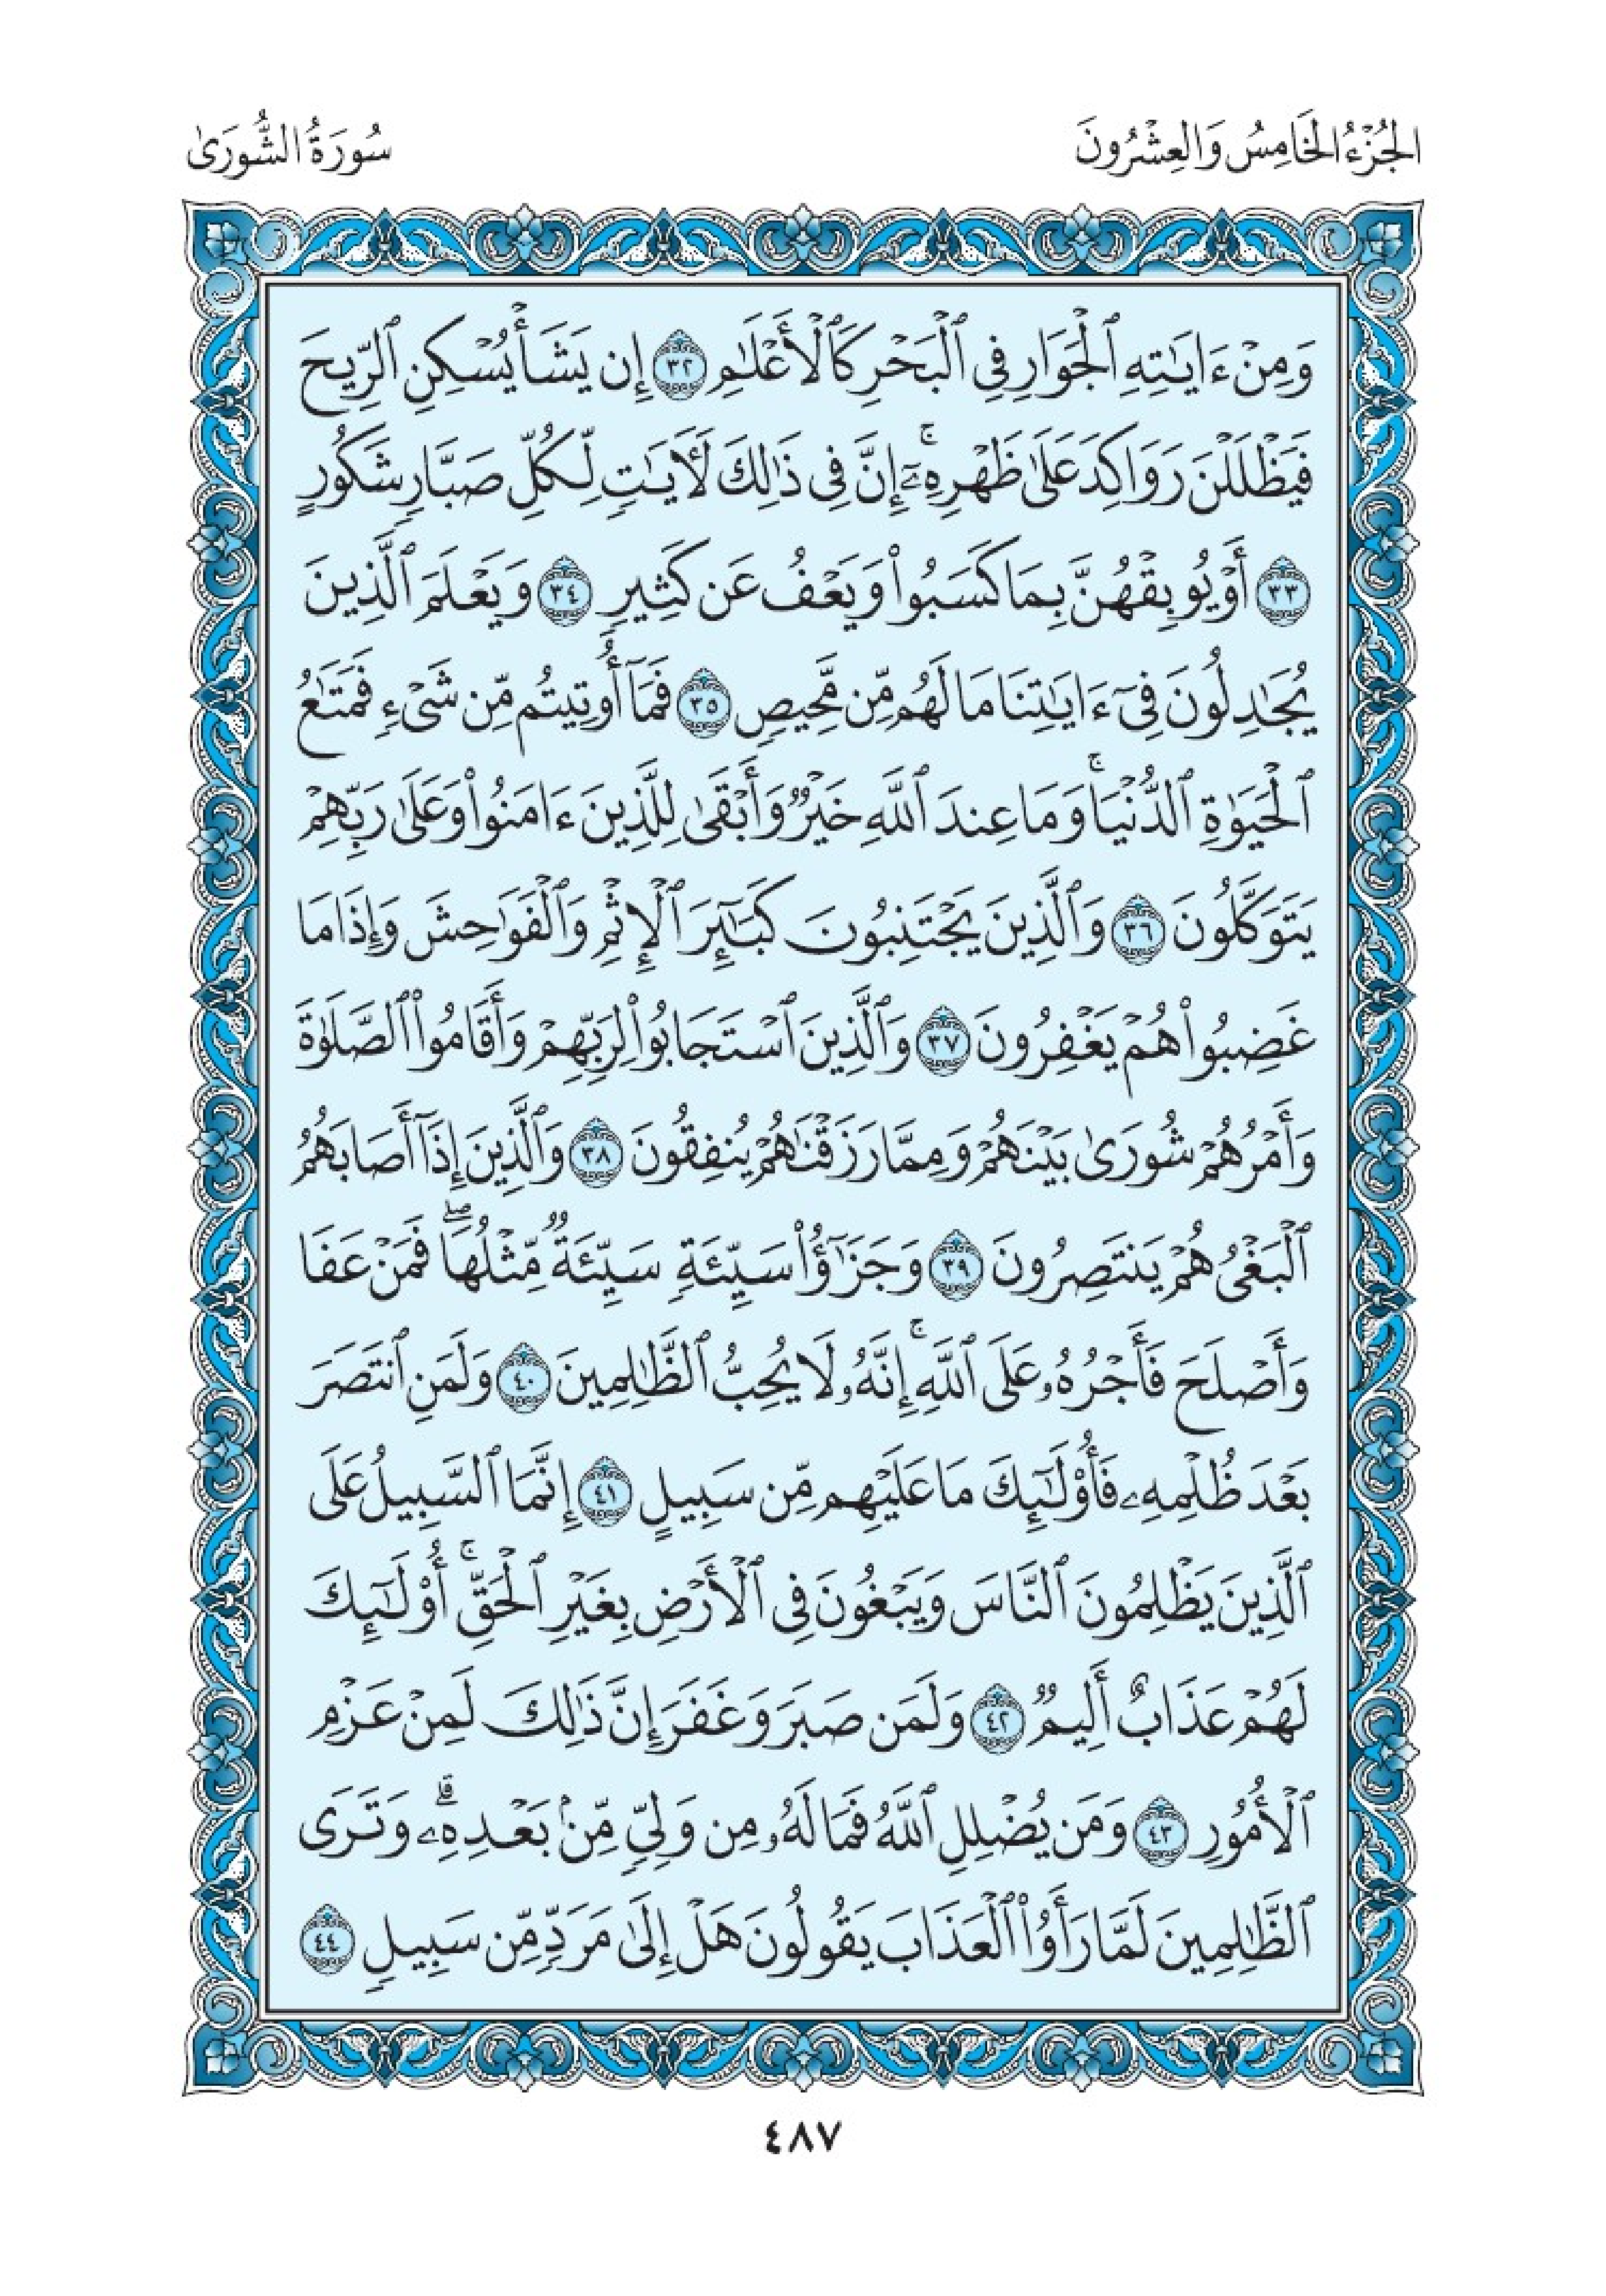 الجُزْءُ الخَامِسُ وَالعِشْرُونَ
سُورَةُ الشُّورَىٰ
وَمِنْ ءَايَٰتِهِ ٱلْجَوَارِ فِى ٱلْبَحْرِ كَٱلْأَعْلَٰمِ ٣٢ إِن يَشَأْ يُسْكِنِ ٱلرِّيحَ
فَيَظْلَلْنَ رَوَاكِدَ عَلَىٰ ظَهْرِهِۦٓ ۚ إِنَّ فِى ذَٰلِكَ لَءَايَٰتٍ لِّكُلِّ صَبَّارٍ شَكُورٍ
٣٣ أَوْ يُوبِقْهُنَّ بِمَا كَسَبُوا۟ وَيَعْفُ عَن كَثِيرٍ ٣٤ وَيَعْلَمَ ٱلَّذِينَ
يُجَٰدِلُونَ فِىٓ ءَايَٰتِنَا مَا لَهُم مِّن مَّحِيصٍ ٣٥ فَمَآ أُوتِيتُم مِّن شَىْءٍ فَمَتَٰعُ
ٱلْحَيَوٰةِ ٱلدُّنْيَا ۚ وَمَا عِندَ ٱللَّهِ خَيْرٌ وَأَبْقَىٰ لِلَّذِينَ ءَامَنُوا۟ وَعَلَىٰ رَبِّهِمْ
يَتَوَكَّلُونَ ٣٦ وَٱلَّذِينَ يَجْتَنِبُونَ كَبَٰٓئِرَ ٱلْإِثْمِ وَٱلْفَوَٰحِشَ وَإِذَا مَا
غَضِبُوا۟ هُمْ يَغْفِرُونَ ٣٧ وَٱلَّذِينَ ٱسْتَجَابُوا۟ لِرَبِّهِمْ وَأَقَامُوا۟ ٱلصَّلَوٰةَ
وَأَمْرُهُمْ شُورَىٰ بَيْنَهُمْ وَمِمَّا رَزَقْنَٰهُمْ يُنفِقُونَ ٣٨ وَٱلَّذِينَ إِذَآ أَصَابَهُمُ
ٱلْبَغْىُ هُمْ يَنتَصِرُونَ ٣٩ وَجَزَٰٓؤُا۟ سَيِّئَةٍ سَيِّئَةٌ مِّثْلُهَا ۖ فَمَنْ عَفَا
وَأَصْلَحَ فَأَجْرُهُۥ عَلَى ٱللَّهِ ۚ إِنَّهُۥ لَا يُحِبُّ ٱلظَّٰلِمِينَ ٤٠ وَلَمَنِ ٱنتَصَرَ
بَعْدَ ظُلْمِهِۦ فَأُو۟لَٰٓئِكَ مَا عَلَيْهِم مِّن سَبِيلٍ ٤١ إِنَّمَا ٱلسَّبِيلُ عَلَى
ٱلَّذِينَ يَظْلِمُونَ ٱلنَّاسَ وَيَبْغُونَ فِى ٱلْأَرْضِ بِغَيْرِ ٱلْحَقِّ ۚ أُو۟لَٰٓئِكَ
لَهُمْ عَذَابٌ أَلِيمٌ ٤٢ وَلَمَن صَبَرَ وَغَفَرَ إِنَّ ذَٰلِكَ لَمِنْ عَزْمِ
ٱلْأُمُورِ ٤٣ وَمَن يُضْلِلِ ٱللَّهُ فَمَا لَهُۥ مِن وَلِىٍّ مِّنۢ بَعْدِهِۦ ۗ وَتَرَى
ٱلظَّٰلِمِينَ لَمَّا رَأَوُا۟ ٱلْعَذَابَ يَقُولُونَ هَلْ إِلَىٰ مَرَدٍّ مِّن سَبِيلٍ ٤٤
٤٨٧